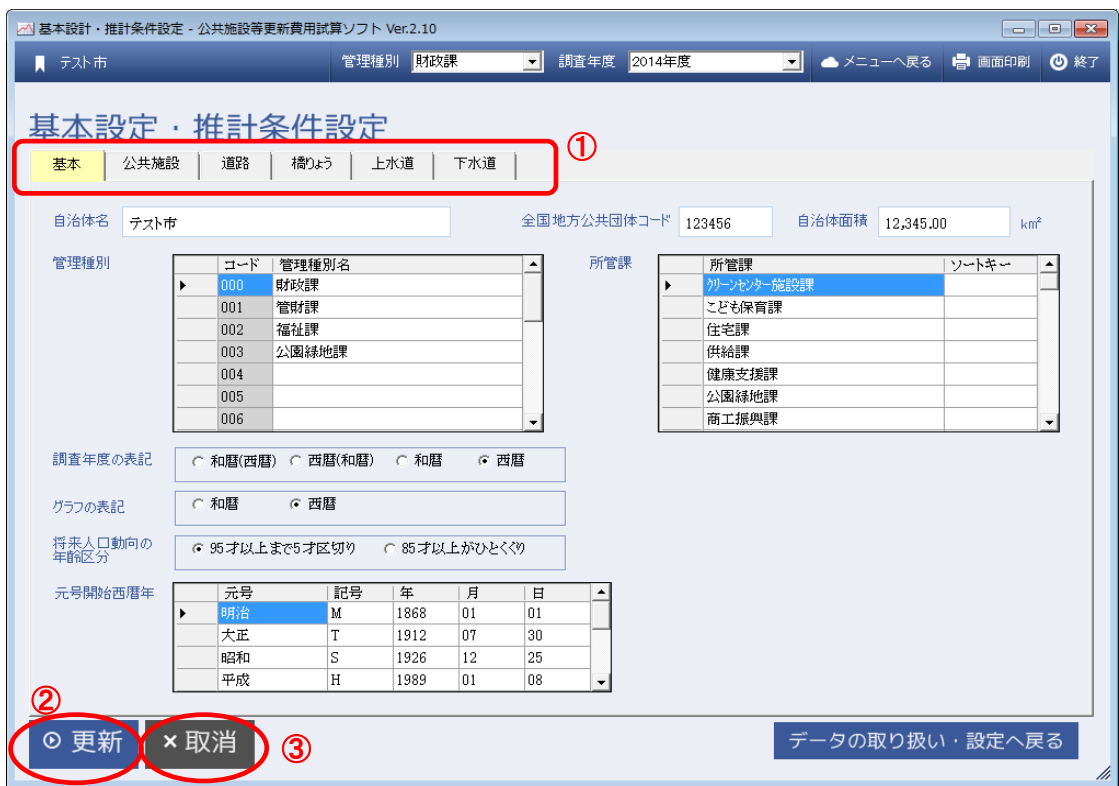 基本設計・推計条件設定 - 公共施設等更新費用試算ソフト Ver.2.10
テスト市 管理種別 財政課 調査年度 2014年度 メニューへ戻る 画面印刷 終了
基本設定・推計条件設定
①
基本 公共施設 道路 橋りょう 上水道 下水道
自治体名 テスト市 全国地方公共団体コード 123456 自治体面積 12,345.00 km²
管理種別 所管課
コード 管理種別名 所管課 ソートキー
000 財政課 クリーンセンター施設課
001 管財課 こども保育課
002 福祉課 住宅課
003 公園緑地課 供給課
004 健康支援課
005 公園緑地課
006 商工振興課
調査年度の表記 和暦(西暦) 西暦(和暦) 和暦 西暦
グラフの表記 和暦 西暦
将来人口動向の
年齢区分 95才以上まで5才区切り 85才以上がひとくくり
元号開始西暦年 元号 記号 年 月 日
明治 M 1868 01 01
大正 T 1912 07 30
昭和 S 1926 12 25
平成 H 1989 01 08
②
更新 ×取消 ③ データの取り扱い・設定へ戻る